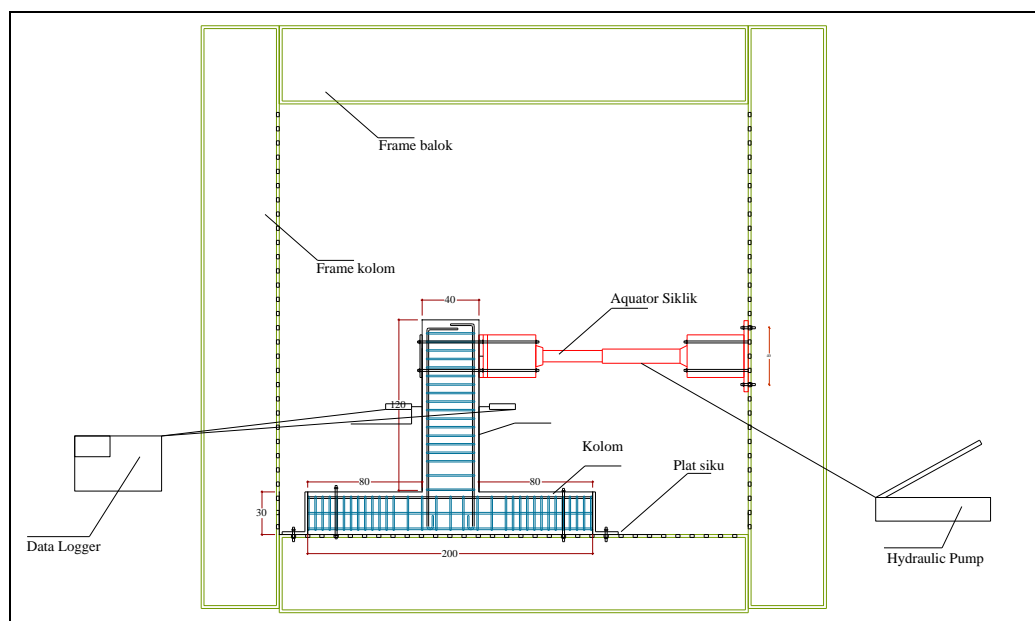 Frame balok
Frame kolom
40
Aquator Siklik
120
Kolom
80
80
Plat siku
30
200
Data Logger
Hydraulic Pump